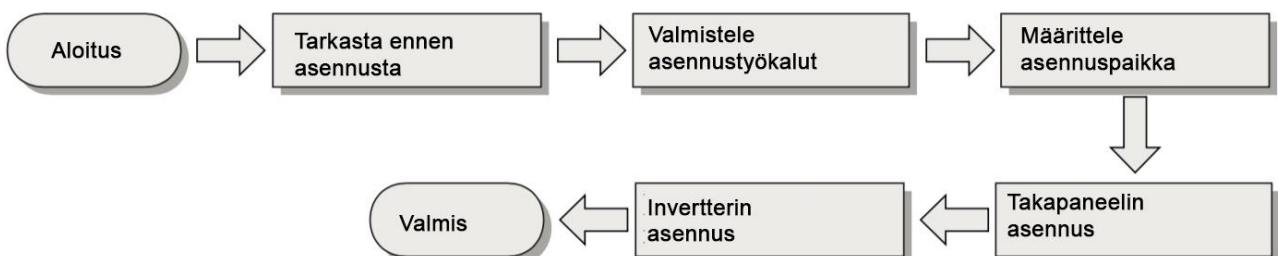 Aloitus
Tarkasta ennen
asennusta
Valmistele
asennustyökalut
Määrittele
asennuspaikka
Takapaneelin
asennus
Invertterin
asennus
Valmis